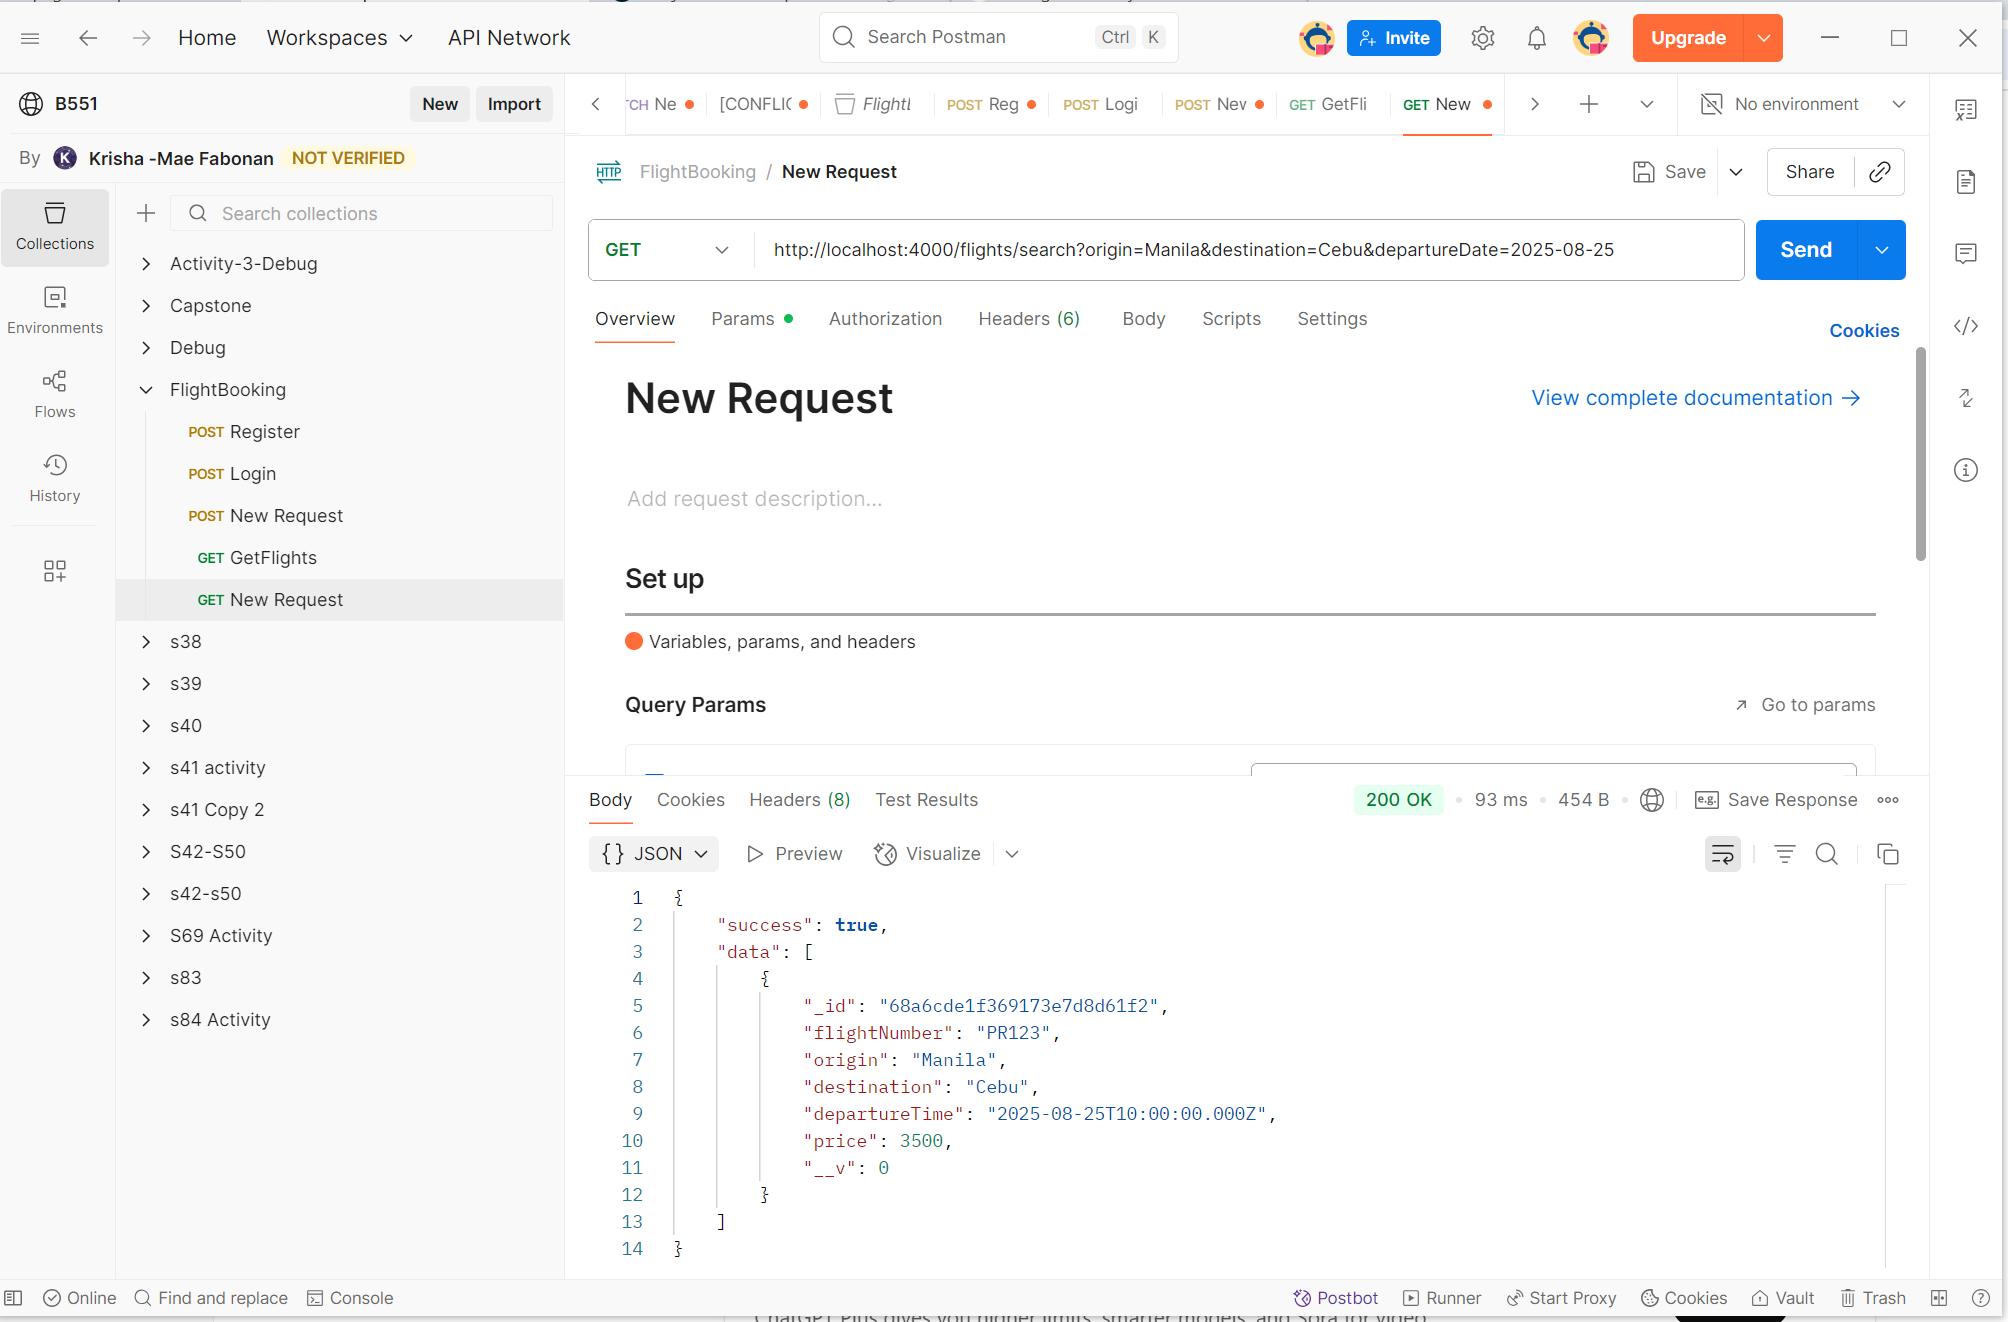 Home Workspaces API Network
Search Postman Ctrl K
Invite Upgrade
B551 New Import
By K Krisha -Mae Fabonan NOT VERIFIED
TCH Ne [CONFLIC Flightl POST Reg POST Logi POST Nev GET GetFli GET New No environment
HTTP FlightBooking / New Request Save Share
GET http://localhost:4000/flights/search?origin=Manila&destination=Cebu&departureDate=2025-08-25 Send
Overview Params Authorization Headers (6) Body Scripts Settings Cookies
New Request View complete documentation →
Add request description...
Set up
Variables, params, and headers
Query Params Go to params
Collections
Environments
Flows
History
Search collections
Activity-3-Debug
Capstone
Debug
FlightBooking
POST Register
POST Login
POST New Request
GET GetFlights
GET New Request
s38
s39
s40
s41 activity
s41 Copy 2
S42-S50
s42-s50
S69 Activity
s83
s84 Activity
Body Cookies Headers (8) Test Results 200 OK 93 ms 454 B e.g. Save Response
{} JSON Preview Visualize
1 {
2 "success": true,
3 "data": [
4 {
5 "_id": "68a6cde1f369173e7d8d61f2",
6 "flightNumber": "PR123",
7 "origin": "Manila",
8 "destination": "Cebu",
9 "departureTime": "2025-08-25T10:00:00.000Z",
10 "price": 3500,
11 "__v": 0
12 }
13 ]
14 }
Online Find and replace Console Postbot Runner Start Proxy Cookies Vault Trash
ChatGPT Plus gives you higher limits, smarter models, and Sora for video